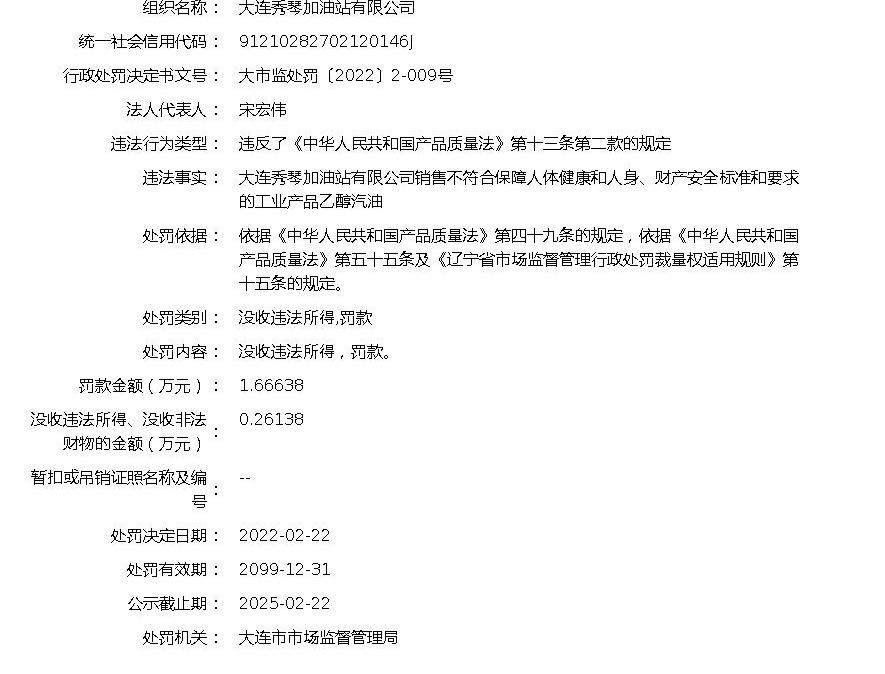 组织名称： 大连秀琴加油站有限公司
统一社会信用代码： 91210282702120146J
行政处罚决定书文号： 大市监处罚〔2022〕2-009号
法人代表人： 宋宏伟
违法行为类型： 违反了《中华人民共和国产品质量法》第十三条第二款的规定
违法事实： 大连秀琴加油站有限公司销售不符合保障人体健康和人身、财产安全标准和要求
的工业产品乙醇汽油
处罚依据： 依据《中华人民共和国产品质量法》第四十九条的规定，依据《中华人民共和国
产品质量法》第五十五条及《辽宁省市场监督管理行政处罚裁量权适用规则》第
十五条的规定。
处罚类别： 没收违法所得,罚款
处罚内容： 没收违法所得，罚款。
罚款金额（万元）： 1.66638
没收违法所得、没收非法
财物的金额（万元）： 0.26138
暂扣或吊销证照名称及编
号： --
处罚决定日期： 2022-02-22
处罚有效期： 2099-12-31
公示截止期： 2025-02-22
处罚机关： 大连市市场监督管理局